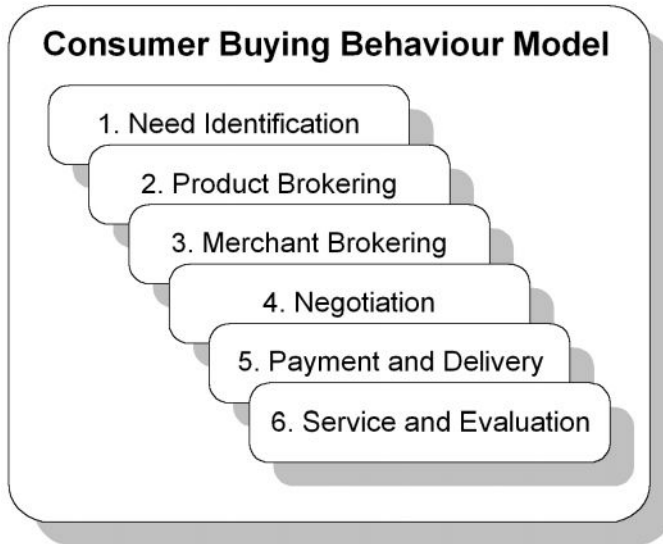 Consumer Buying Behaviour Model
1. Need Identification
2. Product Brokering
3. Merchant Brokering
4. Negotiation
5. Payment and Delivery
6. Service and Evaluation